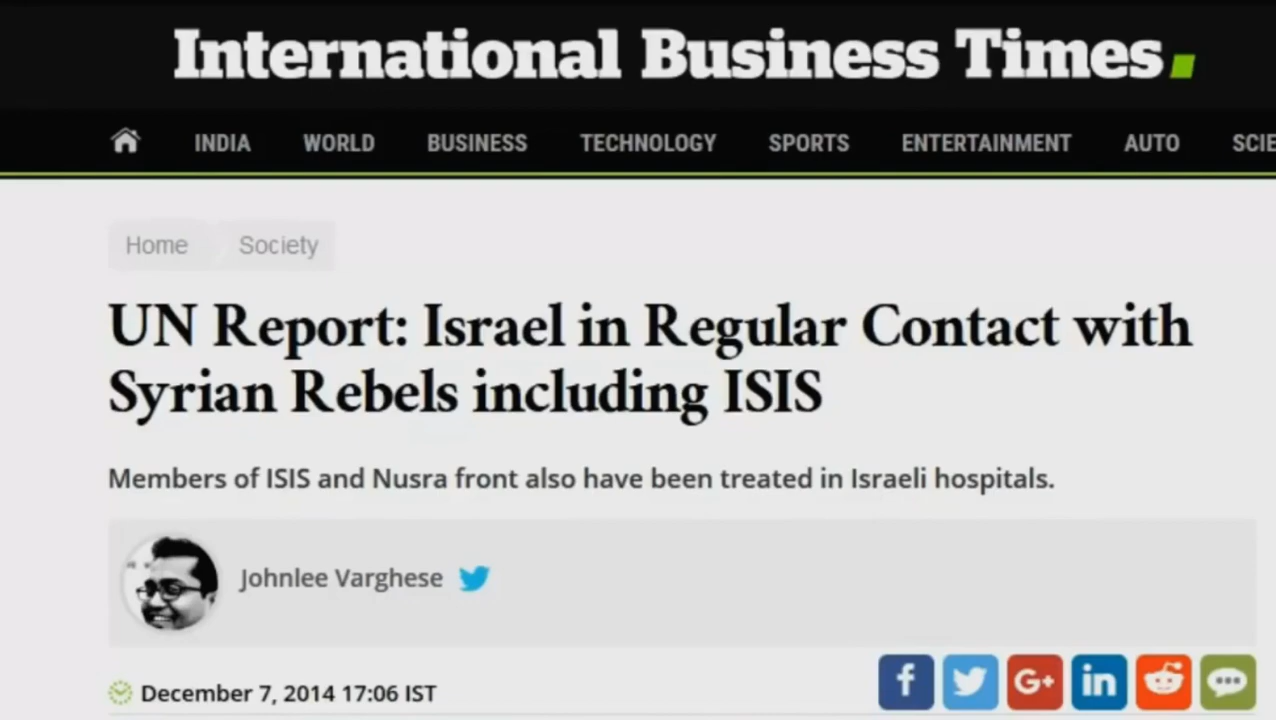 International Business Times
INDIA WORLD BUSINESS TECHNOLOGY SPORTS ENTERTAINMENT AUTO SCIE
Home Society
UN Report: Israel in Regular Contact with
Syrian Rebels including ISIS
Members of ISIS and Nusra front also have been treated in Israeli hospitals.
Johnlee Varghese
December 7, 2014 17:06 IST
f G+ in